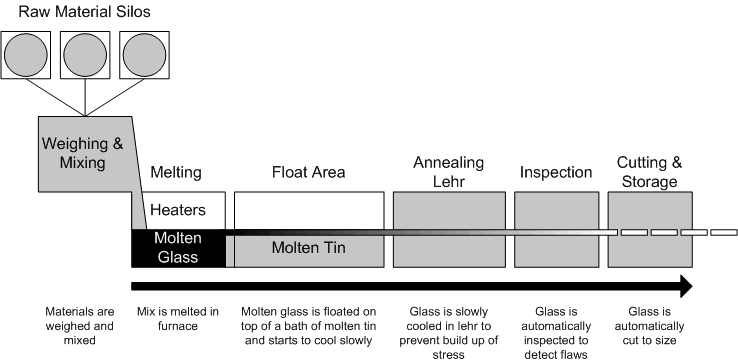 Raw Material Silos
Weighing &
Mixing
Melting
Float Area
Annealing
Lehr
Inspection
Cutting &
Storage
Heaters
Molten
Glass
Molten Tin
Materials are
weighed and
mixed
Mix is melted in
furnace
Molten glass is floated on
top of a bath of molten tin
and starts to cool slowly
Glass is slowly
cooled in lehr to
prevent build up of
stress
Glass is
automatically
inspected to
detect flaws
Glass is
automatically
cut to size